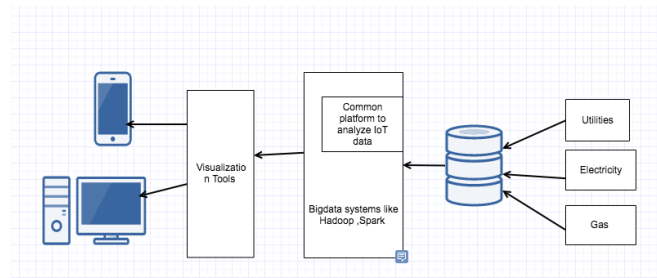 Common
platform to
analyze IoT
data
Visualizatio
n Tools
Bigdata systems like
Hadoop ,Spark
Utilities
Electricity
Gas